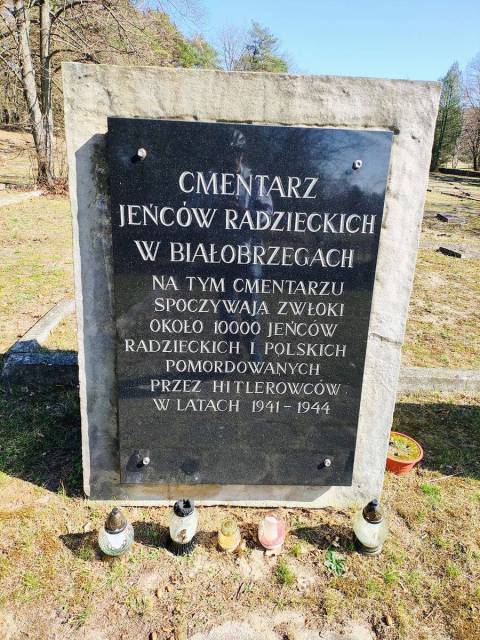 CMENTARZ
JEŃCÓW RADZIECKICH
W BIAŁOBRZEGACH
NA TYM CMENTARZU
SPOCZYWAJĄ ZWŁOKI
OKOŁO 10000 JEŃCÓW
RADZIECKICH I POLSKICH
POMORDOWANYCH
PRZEZ HITLEROWCÓW
W LATACH 1941-1944